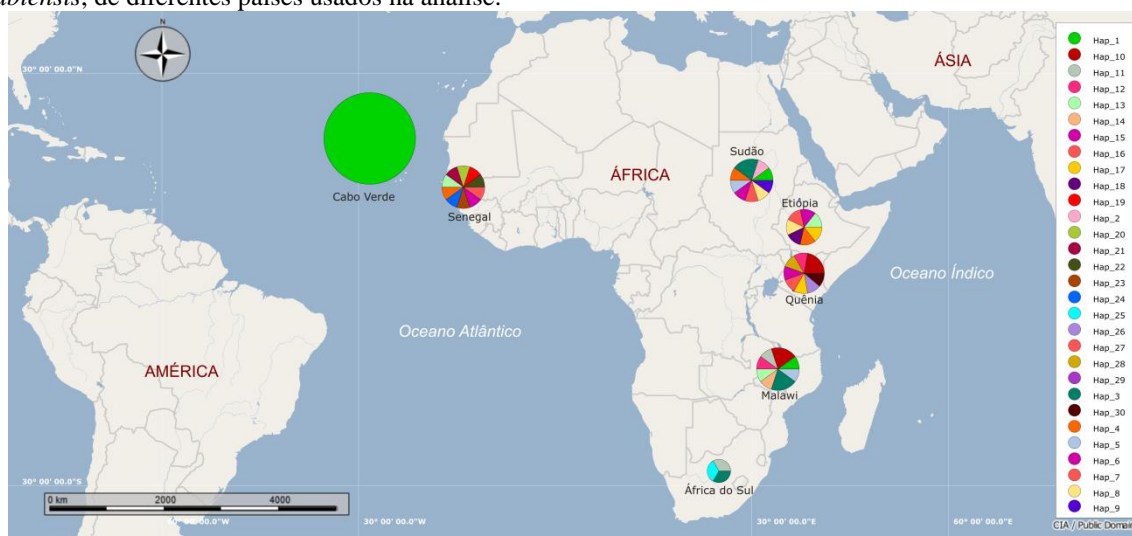 ubiensis, de diferentes países usados na análise.
N
30° 00' 00.0"N
ÁSIA
Hap_1
Hap_10
Hap_11
Hap_12
Hap_13
Hap_14
Hap_15
Hap_16
Hap_17
Hap_18
Hap_19
Hap_2
Hap_20
Hap_21
Hap_22
Hap_23
Hap_24
Hap_25
Hap_26
Hap_27
Hap_28
Hap_29
Hap_3
Hap_30
Hap_4
Hap_5
Hap_6
Hap_7
Hap_8
Hap_9
Sudão
ÁFRICA
Cabo Verde
Senegal
Etiópia
Oceano Índico
Quênia
Oceano Atlântico
AMÉRICA
Malawi
30° 00' 00.0"S
África do Sul
0 km 2000 4000
30° 00' 00.0"W
30° 00' 00.0"E
60° 00' 00.0"E
CIA / Public Domain